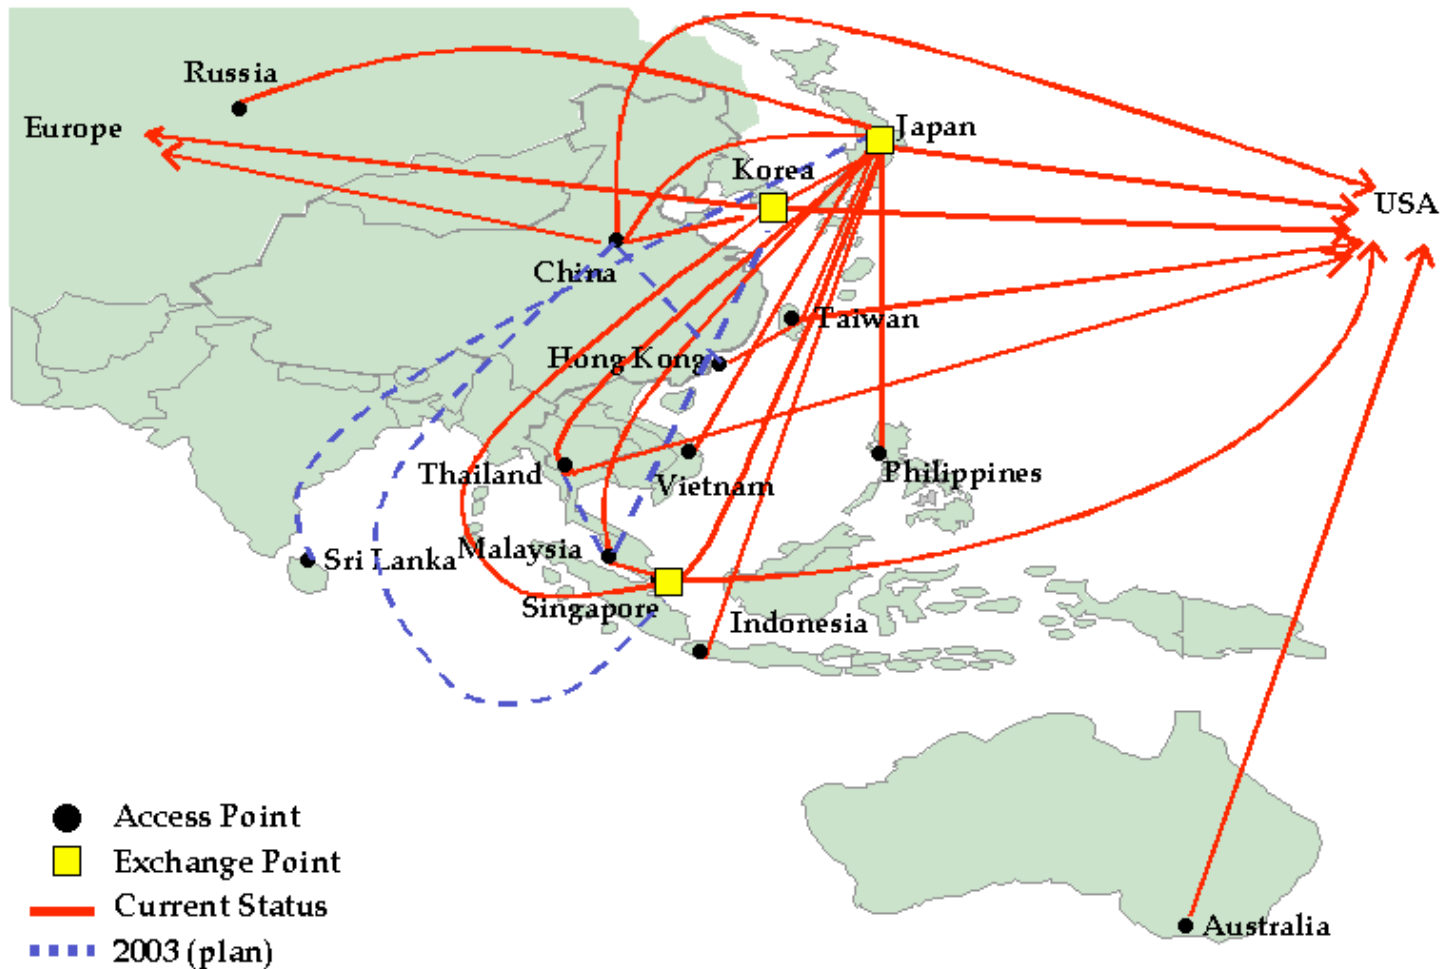 Russia
Europe
Japan
Korea
USA
China
Taiwan
Hong Kong
Thailand
Vietnam
Philippines
Malaysia
Sri Lanka
Singapore
Indonesia
Access Point
Exchange Point
Current Status
Australia
2003 (plan)